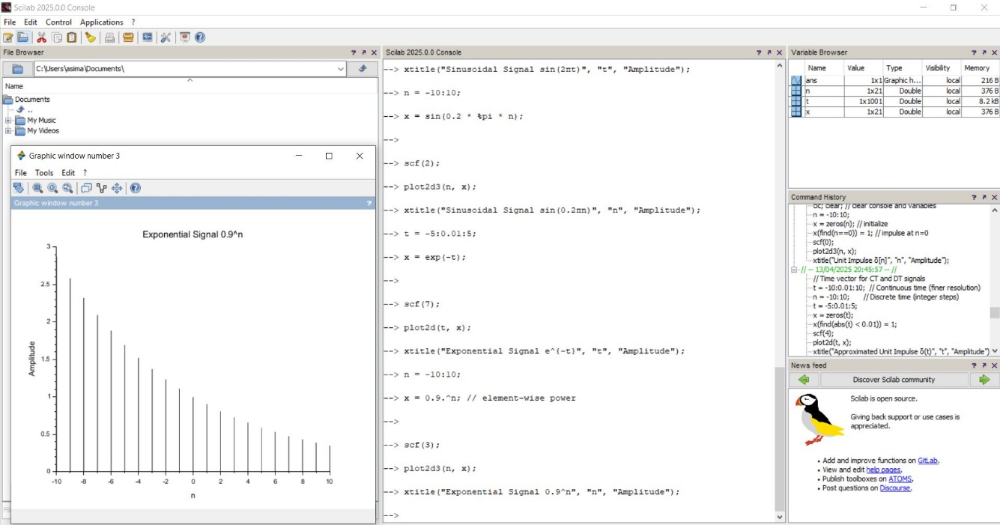 Scilab 2025.0.0 Console
File Edit Control Applications ?
File Browser ? ↗ X
C:\Users\asima\Documents\
Name
Documents
..
My Music
My Videos
Graphic window number 3
File Tools Edit ?
Graphic window number 3 ?
Exponential Signal 0.9^n
Amplitude
3
2.5
2
1.5
1
0.5
0
-10 -8 -6 -4 -2 0 2 4 6 8 10
n
Scilab 2025.0.0 Console ? ↗ X
--> xtitle("Sinusoidal Signal sin(2πt)", "t", "Amplitude");
--> n = -10:10;
--> x = sin(0.2 * %pi * n);
-->
--> scf(2);
--> plot2d3(n, x);
--> xtitle("Sinusoidal Signal sin(0.2πn)", "n", "Amplitude");
--> t = -5:0.01:5;
--> x = exp(-t);
-->
--> scf(7);
--> plot2d(t, x);
--> xtitle("Exponential Signal e^{-t}", "t", "Amplitude");
--> n = -10:10;
--> x = 0.9.^n; // element-wise power
-->
--> scf(3);
--> plot2d3(n, x);
--> xtitle("Exponential Signal 0.9^n", "n", "Amplitude");
-->
Variable Browser ? ↗ X
Name Value Type Visibility Memory
ans 1x1 Graphic h... local 216 B
n 1x21 Double local 376 B
t 1x1001 Double local 8.2 kB
x 1x21 Double local 376 B
Command History ? ↗ X
clc; clear; // clear console and variables
n = -10:10;
x = zeros(n); // initialize
x(find(n==0)) = 1; // impulse at n=0
scf(0);
plot2d3(n, x);
xtitle("Unit Impulse δ[n]", "n", "Amplitude");
// -- 13/04/2025 20:45:57 -- //
// Time vector for CT and DT signals
t = -10:0.01:10; // Continuous time (finer resolution)
n = -10:10; // Discrete time (integer steps)
t = -5:0.01:5;
x = zeros(t);
x(find(abs(t) < 0.01)) = 1;
scf(4);
plot2d(t, x);
xtitle("Approximated Unit Impulse δ(t)", "t", "Amplitude")
News feed ? ↗ X
Discover Scilab community
Scilab is open source.
Giving back support or use cases is
appreciated.
• Add and improve functions on GitLab.
• View and edit help pages.
• Publish toolboxes on ATOMS.
• Post questions on Discourse.